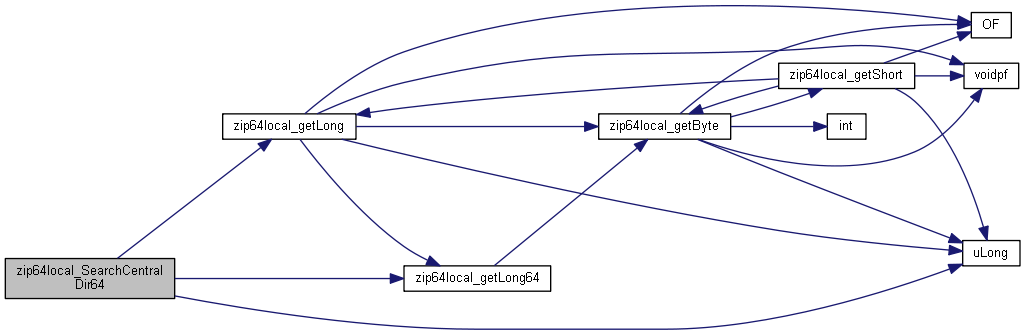 OF
zip64local_getShort
voidpf
zip64local_getLong
zip64local_getByte
int
uLong
zip64local_SearchCentral
Dir64
zip64local_getLong64